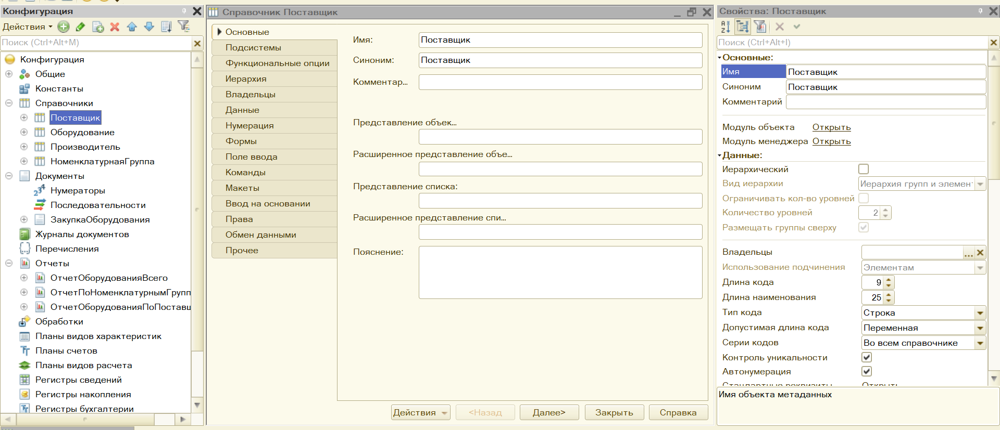 Конфигурация
Действия
Поиск (Ctrl+Alt+M)
Конфигурация
Общие
Константы
Справочники
Поставщик
Оборудование
Производитель
НоменклатурнаяГруппа
Документы
Нумераторы
Последовательности
ЗакупкаОборудования
Журналы документов
Перечисления
Отчеты
ОтчетОборудованияВсего
ОтчетПоНоменклатурнымГрупп
ОтчетОборудованияПоПоставщ
Обработки
Планы видов характеристик
Планы счетов
Планы видов расчета
Регистры сведений
Регистры накопления
Регистры бухгалтерии
Справочник Поставщик
Основные
Подсистемы
Функциональные опции
Иерархия
Владельцы
Данные
Нумерация
Формы
Поле ввода
Команды
Макеты
Ввод на основании
Права
Обмен данными
Прочее
Имя: Поставщик
Синоним: Поставщик
Комментар...
Представление объек...
Расширенное представление объе...
Представление списка:
Расширенное представление спи...
Пояснение:
Действия <Назад Далее> Закрыть Справка
Свойства: Поставщик
Поиск (Ctrl+Alt+I)
Основные:
Имя Поставщик
Синоним Поставщик
Комментарий
Модуль объекта Открыть
Модуль менеджера Открыть
Данные:
Иерархический
Вид иерархии Иерархия групп и элемент
Ограничивать кол-во уровней
Количество уровней 2
Размещать группы сверху
Владельцы ...
Использование подчинения Элементам
Длина кода 9
Длина наименования 25
Тип кода Строка
Допустимая длина кода Переменная
Серии кодов Во всем справочнике
Контроль уникальности
Автонумерация
Стандартные реквизиты Открыть
Имя объекта метаданных